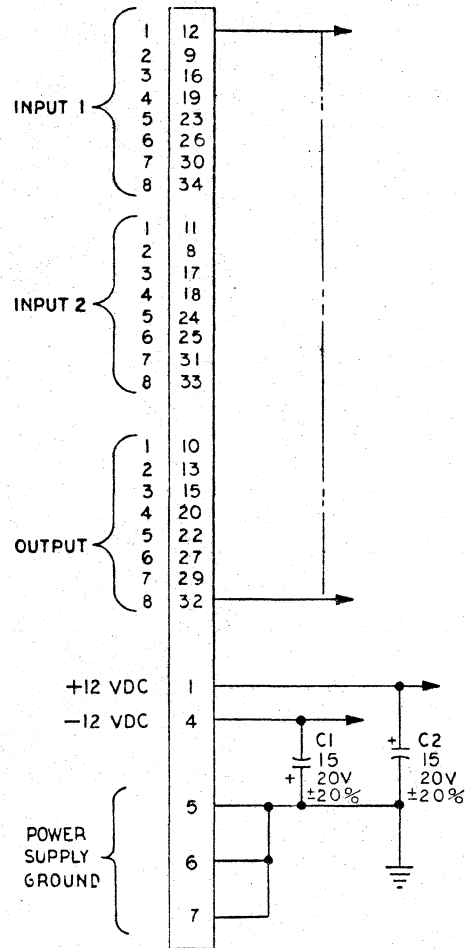 1 12
2 9
3 16
INPUT 1 4 19
5 23
6 26
7 30
8 34
1 11
2 8
3 17
INPUT 2 4 18
5 24
6 25
7 31
8 33
1 10
2 13
3 15
4 20
OUTPUT 5 22
6 27
7 29
8 32
+12 VDC 1
-12 VDC 4
C1
15
20V
±20%
+
+ C2
15
20V
±20%
5
POWER
SUPPLY 6
GROUND
7